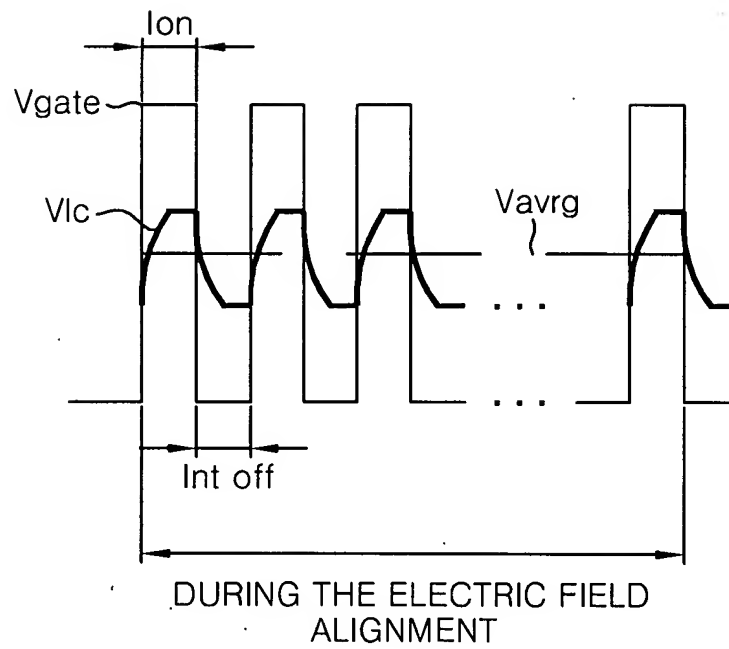 Ion
Vgate
Vlc
Vavrg
. . .
. . .
Int off
DURING THE ELECTRIC FIELD
ALIGNMENT